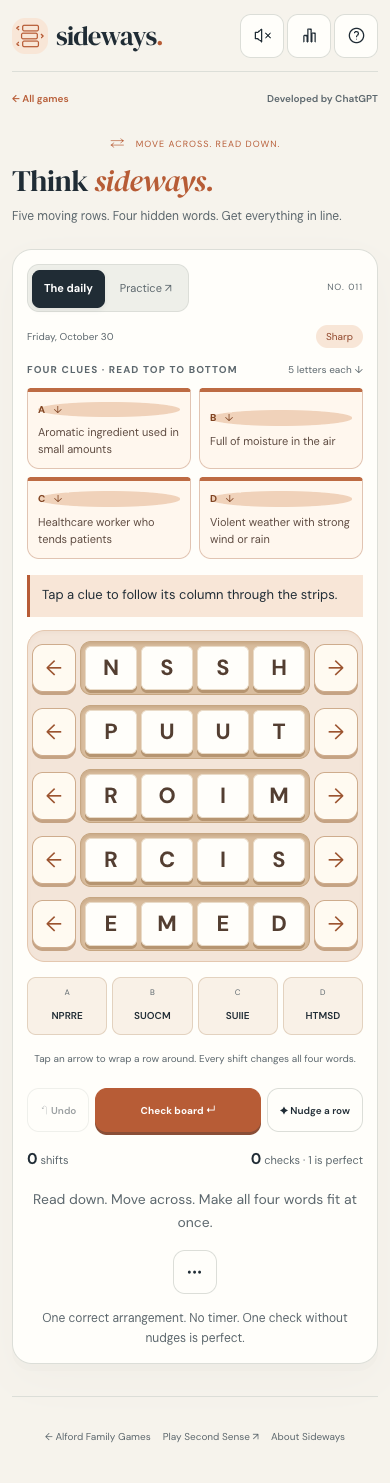 sideways.
← All games
Developed by ChatGPT
MOVE ACROSS. READ DOWN.
Think sideways.
Five moving rows. Four hidden words. Get everything in line.
The daily
Practice ↗
NO. 011
Friday, October 30
Sharp
FOUR CLUES · READ TOP TO BOTTOM
5 letters each ↓
A ↓
Aromatic ingredient used in
small amounts
B ↓
Full of moisture in the air
C ↓
Healthcare worker who
tends patients
D ↓
Violent weather with strong
wind or rain
Tap a clue to follow its column through the strips.
← N S S H →
← P U U T →
← R O I M →
← R C I S →
← E M E D →
A B C D
NPRRE SUOCM SUIIE HTMSD
Tap an arrow to wrap a row around. Every shift changes all four words.
Undo
Check board ↵
✦ Nudge a row
0 shifts
0 checks · 1 is perfect
Read down. Move across. Make all four words fit at
once.
•••
One correct arrangement. No timer. One check without
nudges is perfect.
← Alford Family Games
Play Second Sense ↗
About Sideways